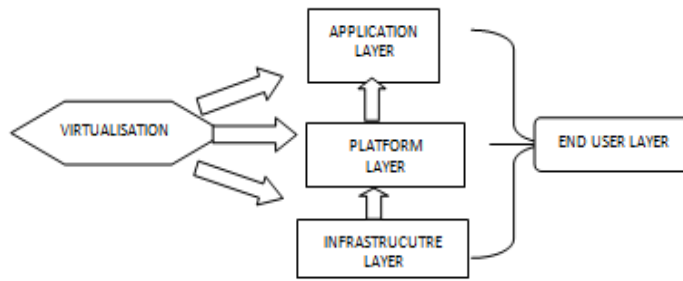 APPLICATION
LAYER
VIRTUALISATION
PLATFORM
LAYER
END USER LAYER
INFRASTRUCUTRE
LAYER